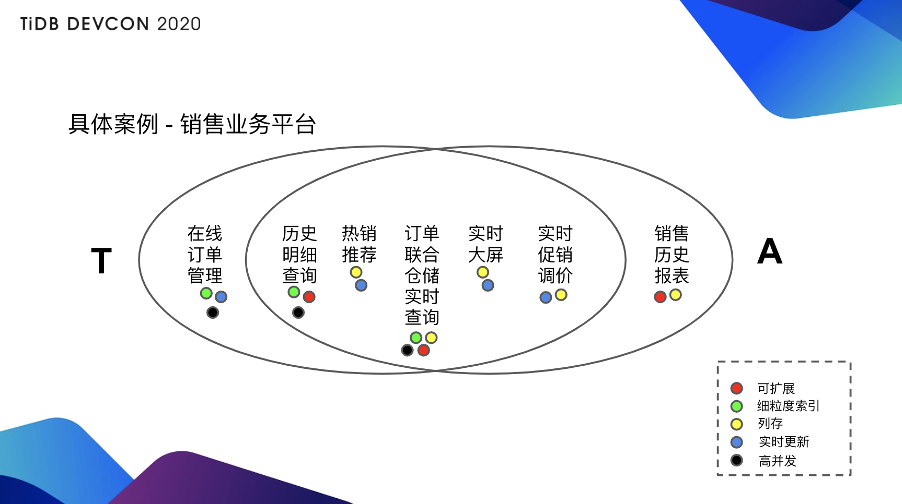 TiDB DEVCON 2020
具体案例 - 销售业务平台
T
在线
订单
管理
历史
明细
查询
热销
推荐
订单
联合
仓储
实时
查询
实时
大屏
实时
促销
调价
销售
历史
报表
A
可扩展
细粒度索引
列存
实时更新
高并发